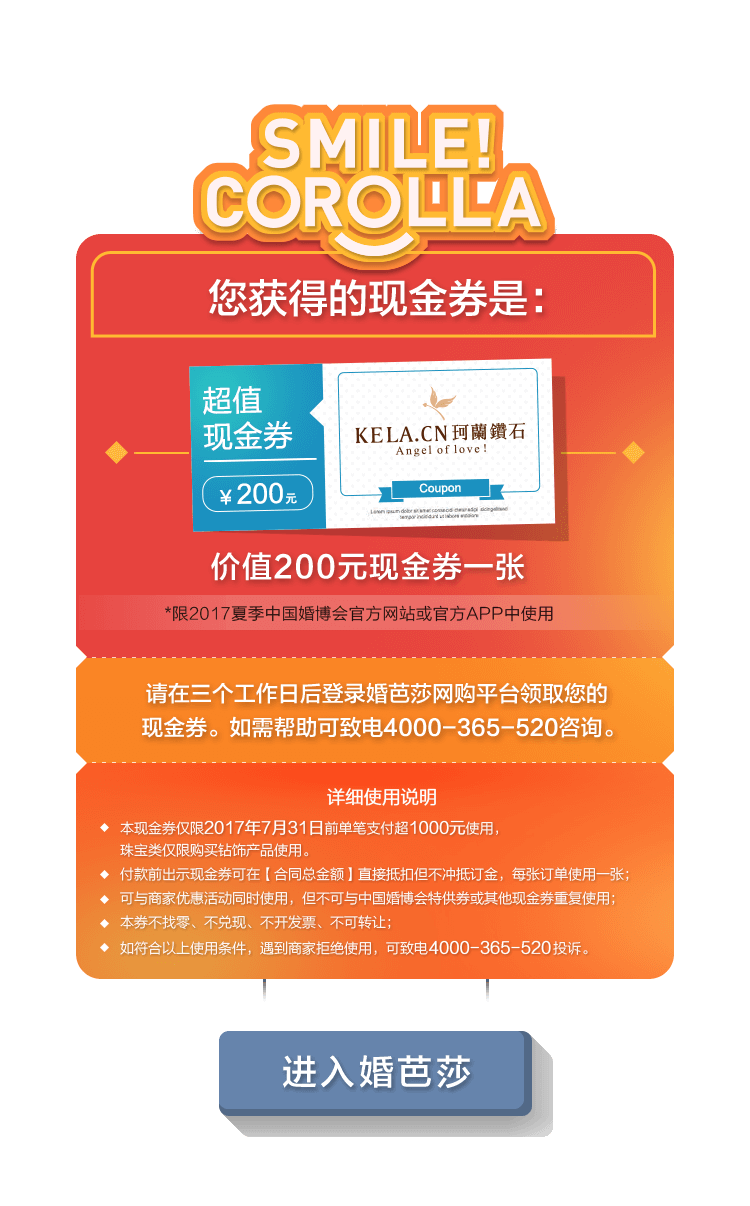 SMILE!
COROLLA
您获得的现金券是：
超值
现金券
¥200元
KELA.CN珂蘭鑽石
Angel of love!
Coupon
价值200元现金券一张
*限2017夏季中国婚博会官方网站或官方APP中使用
请在三个工作日后登录婚芭莎网购平台领取您的
现金券。如需帮助可致电4000-365-520咨询。
详细使用说明
◆ 本现金券仅限2017年7月31日前单笔支付超1000元使用，
珠宝类仅限购买钻饰产品使用。
◆ 付款前出示现金券可在【合同总金额】直接抵扣但不冲抵订金，每张订单使用一张；
◆ 可与商家优惠活动同时使用，但不可与中国婚博会特供券或其他现金券重复使用；
◆ 本券不找零、不兑现、不开发票、不可转让；
◆ 如符合以上使用条件，遇到商家拒绝使用，可致电4000-365-520投诉。
进入婚芭莎